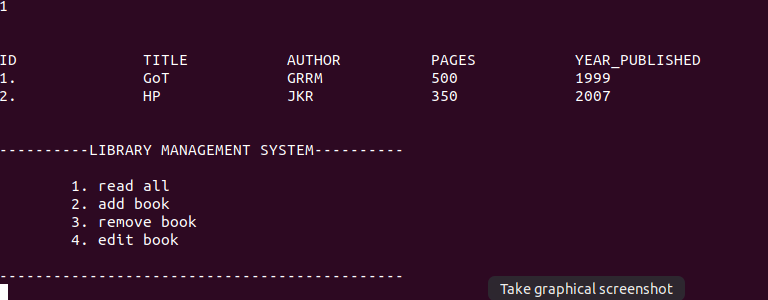 1
ID TITLE AUTHOR PAGES YEAR_PUBLISHED
1. GoT GRRM 500 1999
2. HP JKR 350 2007
----------LIBRARY MANAGEMENT SYSTEM----------
1. read all
2. add book
3. remove book
4. edit book
---------------------------------------------
Take graphical screenshot